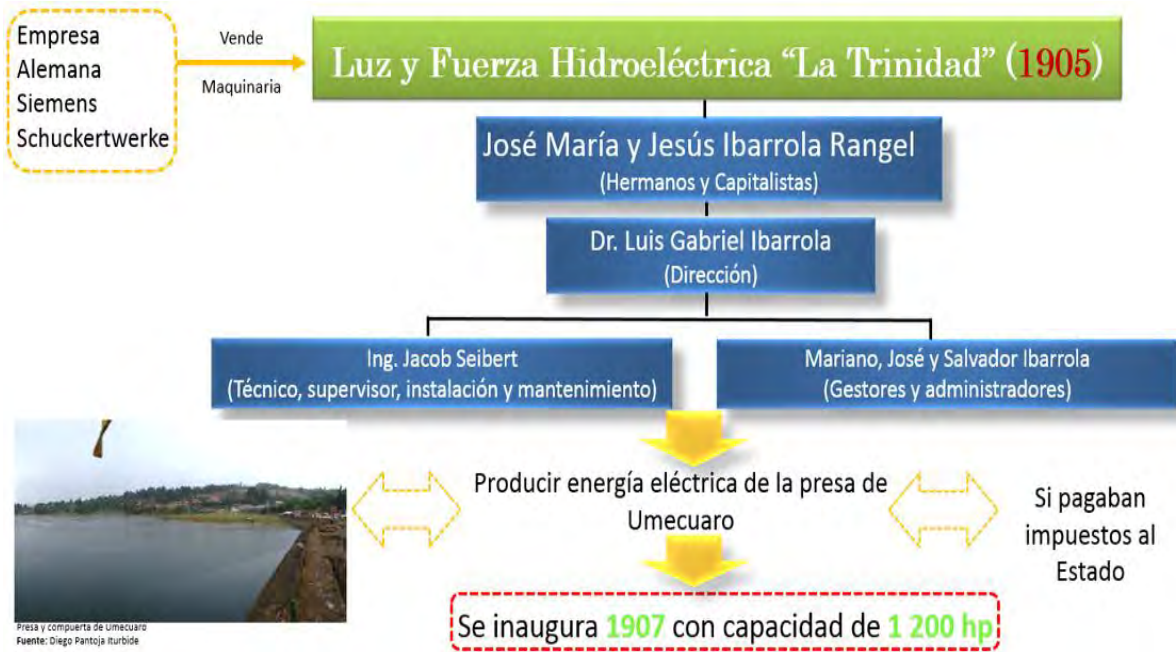 Empresa
Alemana
Siemens
Schuckertwerke
Vende
Maquinaria
Luz y Fuerza Hidroeléctrica “La Trinidad” (1905)
José María y Jesús Ibarrola Rangel
(Hermanos y Capitalistas)
Dr. Luis Gabriel Ibarrola
(Dirección)
Ing. Jacob Seibert
(Técnico, supervisor, instalación y mantenimiento)
Mariano, José y Salvador Ibarrola
(Gestores y administradores)
Producir energía eléctrica de la presa de
Umecuaro
Si pagaban
impuestos al
Estado
Presa y compuerta de Umecuaro
Fuente: Diego Pantoja Iturbide
Se inaugura 1907 con capacidad de 1 200 hp